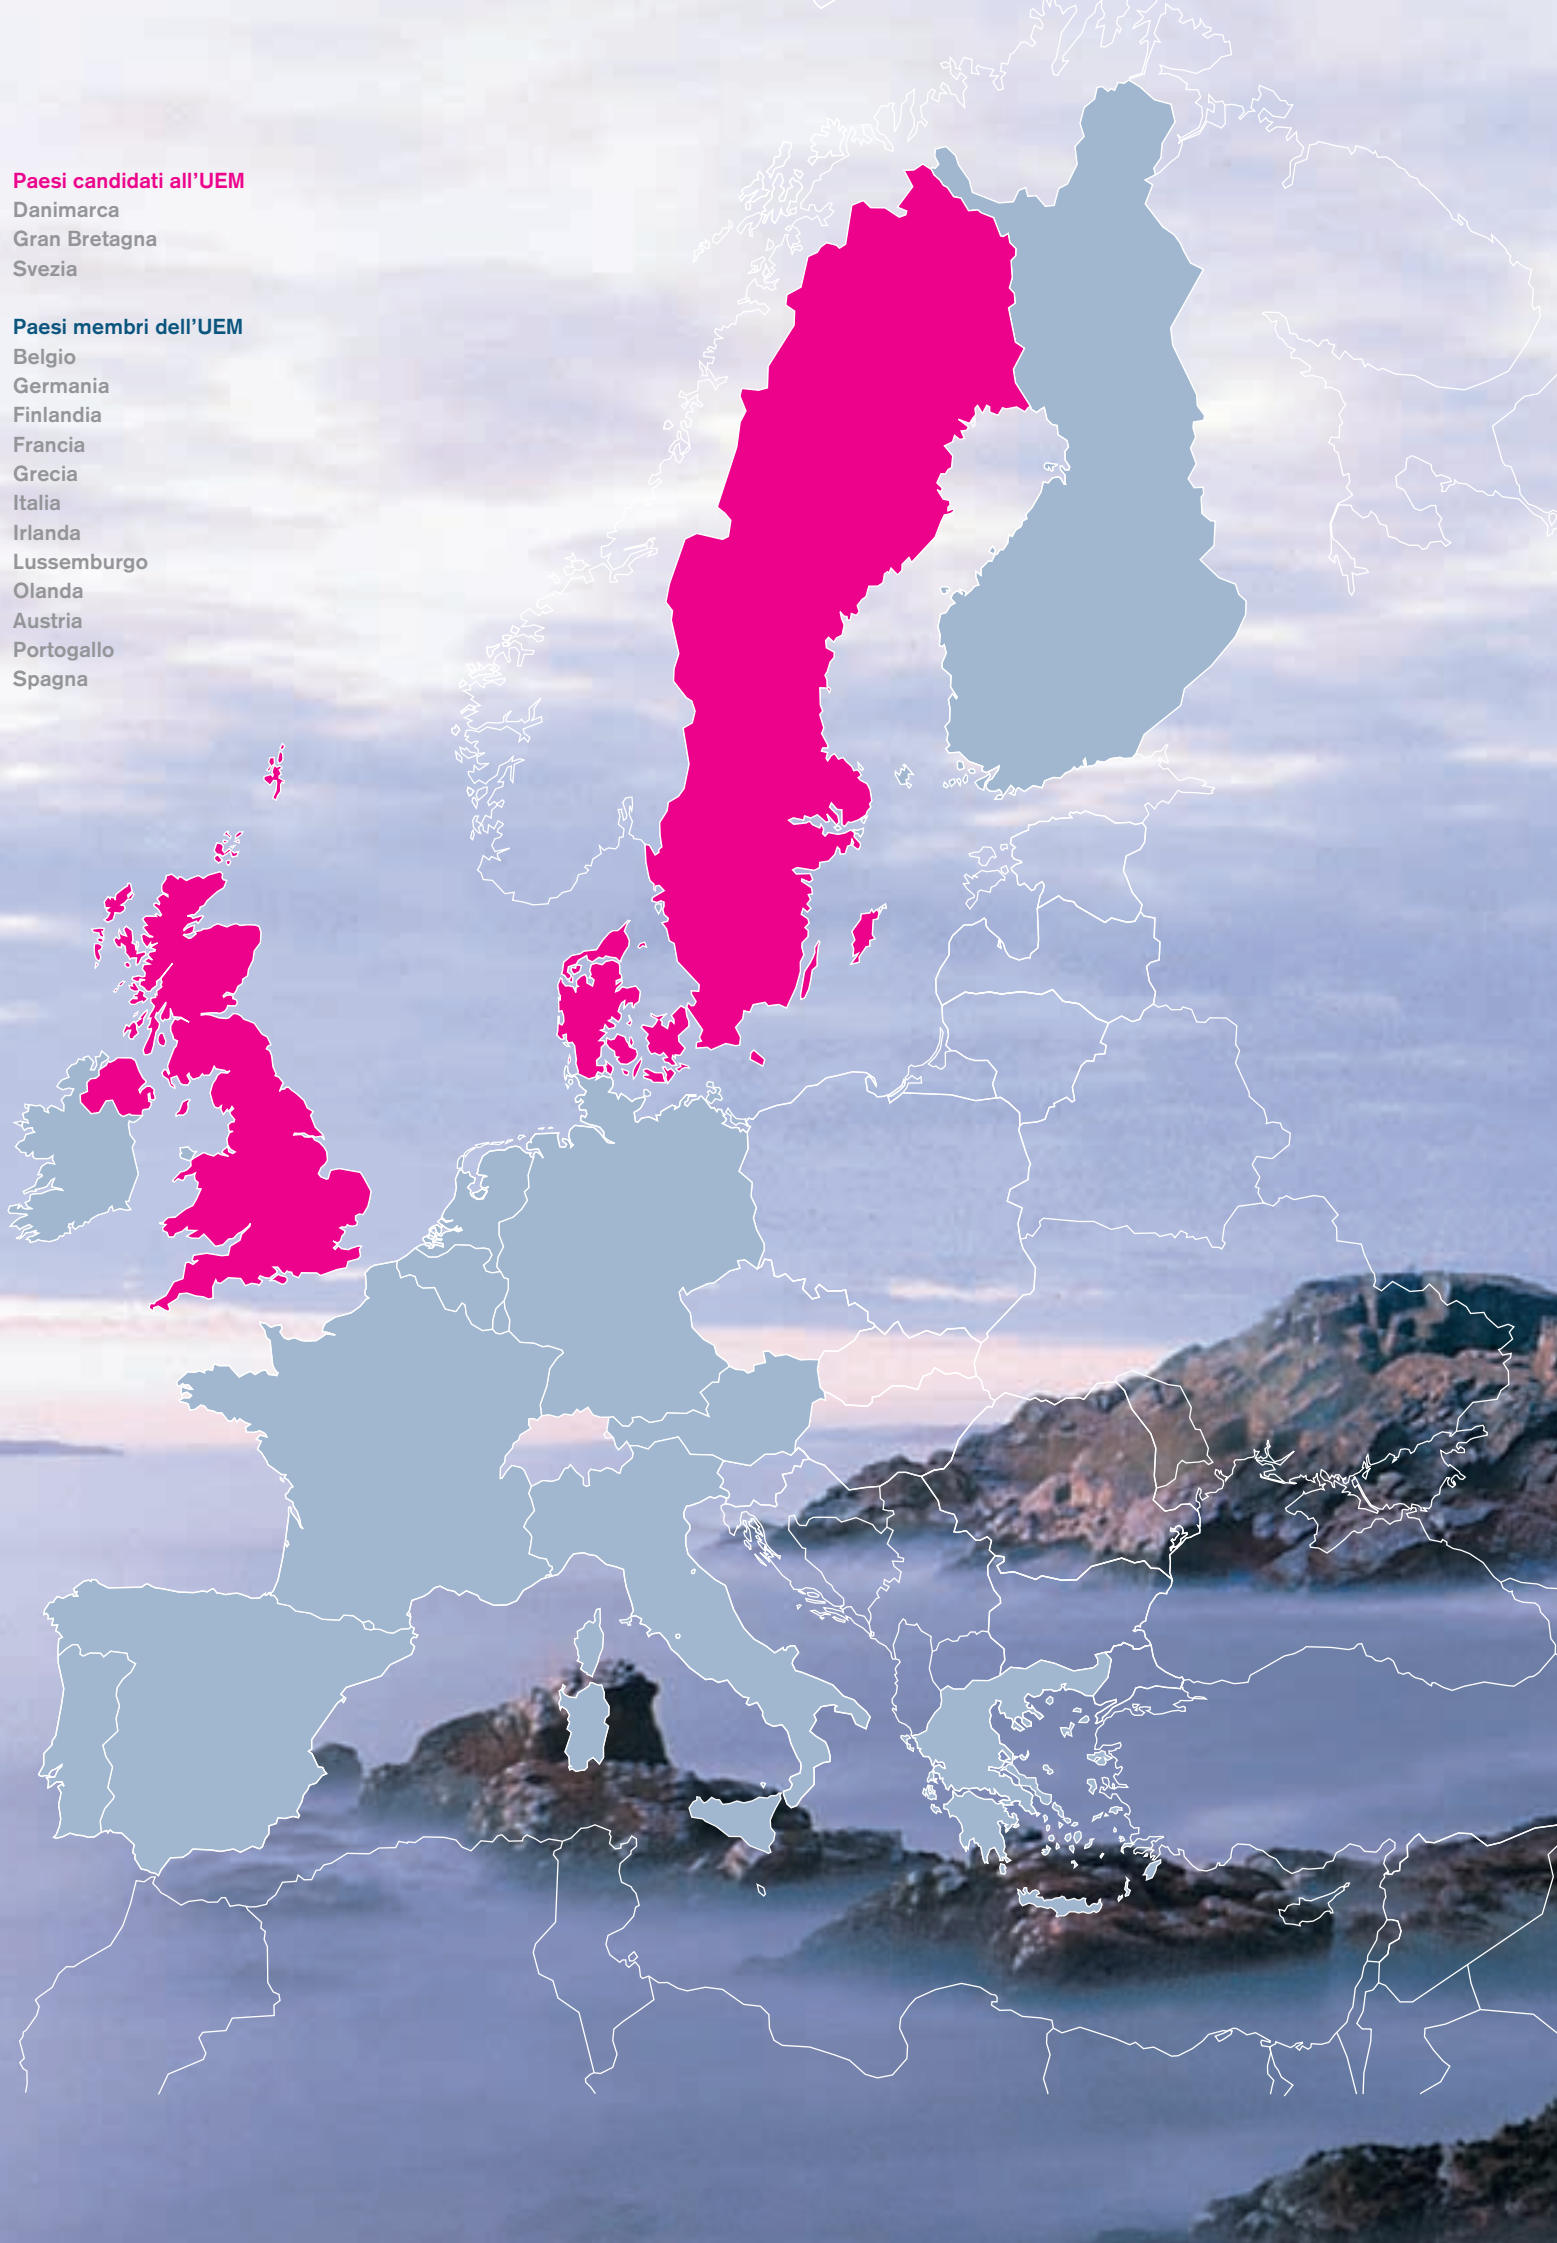 Paesi candidati all’UEM
Danimarca
Gran Bretagna
Svezia
Paesi membri dell’UEM
Belgio
Germania
Finlandia
Francia
Grecia
Italia
Irlanda
Lussemburgo
Olanda
Austria
Portogallo
Spagna